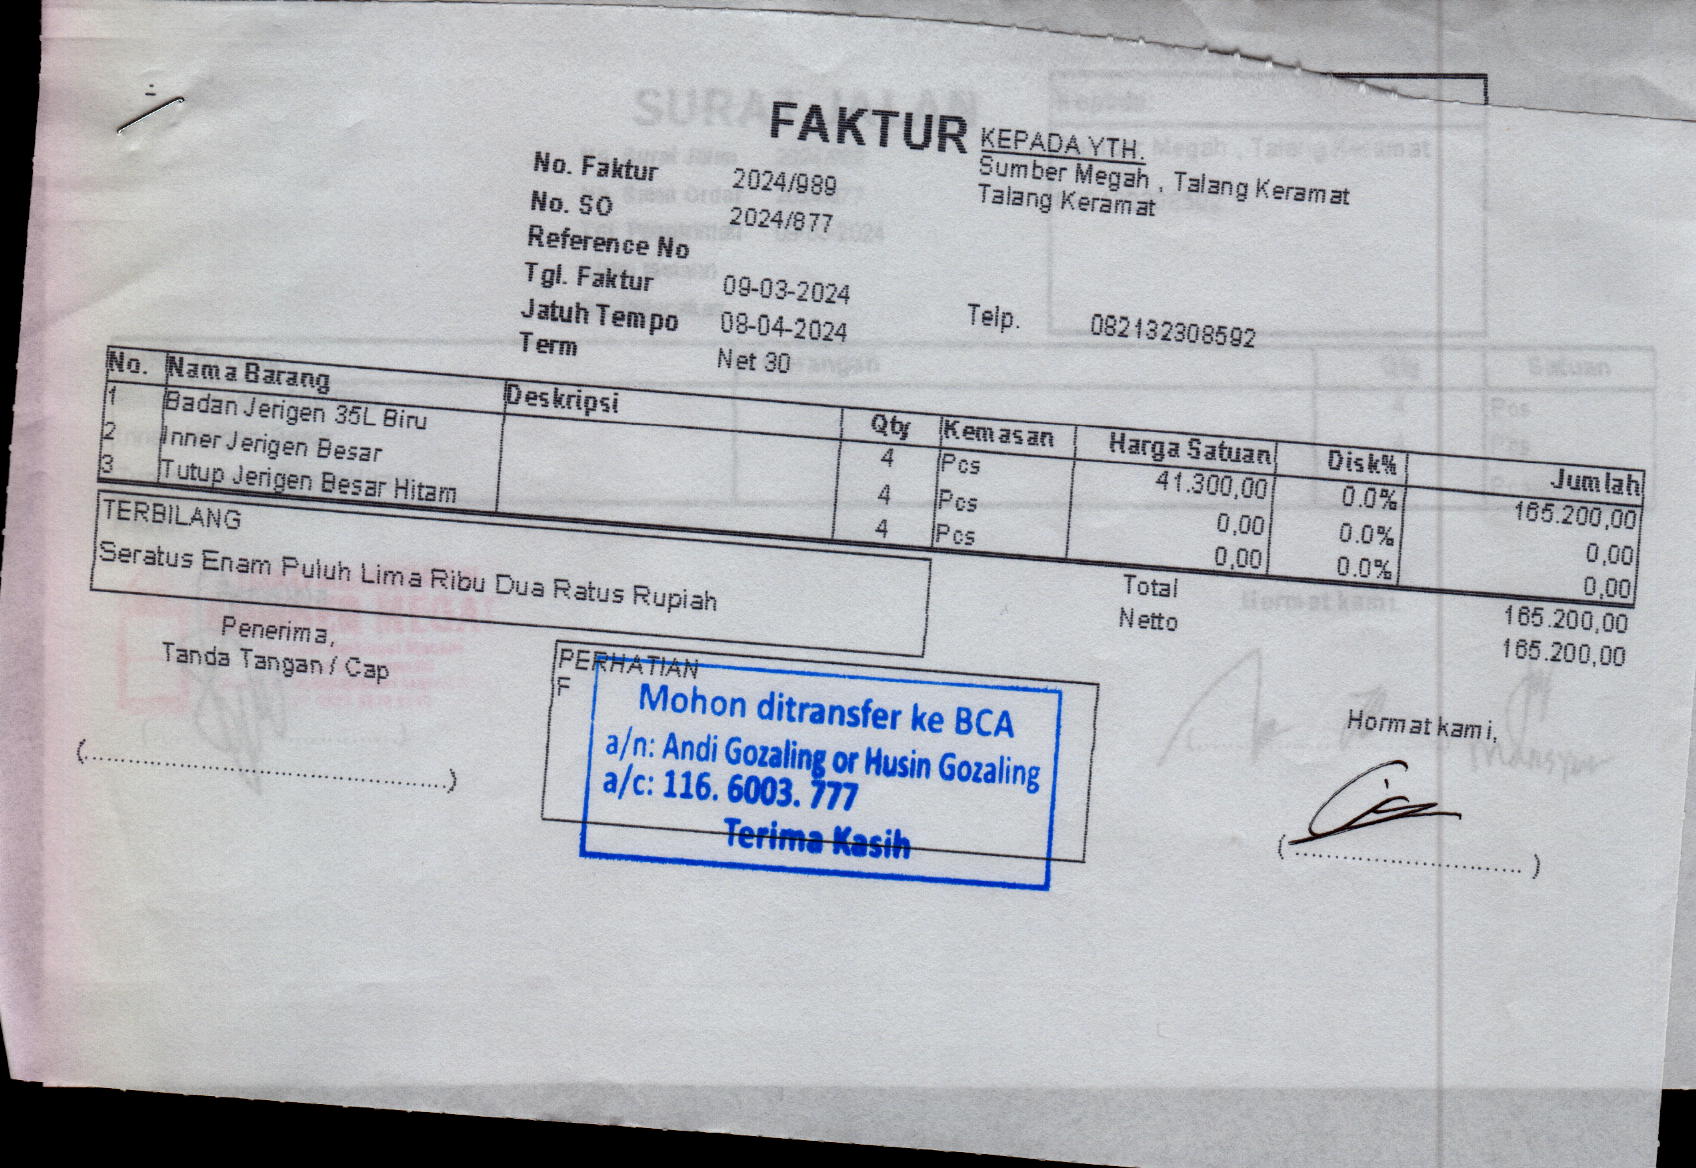 FAKTUR
KEPADA YTH.
Sumber Megah , Talang Keramat
Talang Keramat
Telp. 082132308592
No. Faktur 2024/989
No. SO 2024/877
Reference No
Tgl. Faktur 09-03-2024
Jatuh Tempo 08-04-2024
Term Net 30
No. Nama Barang Deskripsi Qty Kemasan Harga Satuan Disk% Jumlah
1 Badan Jerigen 35L Biru 4 Pcs 41.300,00 0.0% 165.200,00
2 Inner Jerigen Besar 4 Pcs 0,00 0.0% 0,00
3 Tutup Jerigen Besar Hitam 4 Pcs 0,00 0.0% 0,00
TERBILANG
Seratus Enam Puluh Lima Ribu Dua Ratus Rupiah
Total 165.200,00
Netto 165.200,00
Penerima,
Tanda Tangan / Cap
(..................................................)
PERHATIAN
F
Mohon ditransfer ke BCA
a/n: Andi Gozaling or Husin Gozaling
a/c: 116. 6003. 777
Terima Kasih
Hormat kami,
(................................)
SURAT JALAN